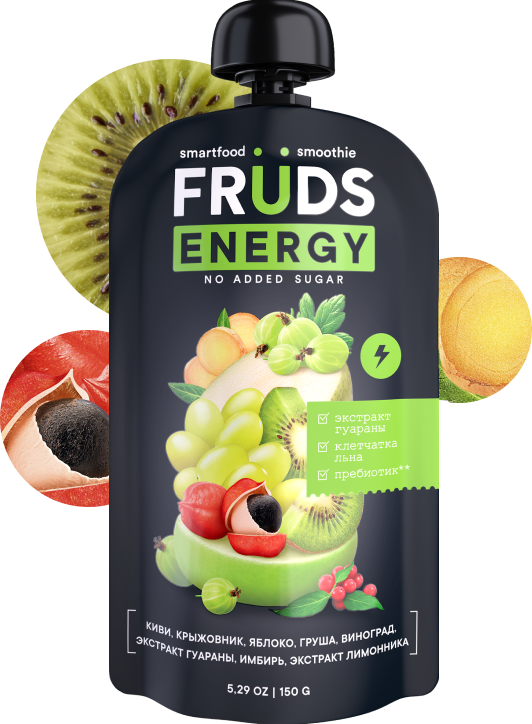 smartfood smoothie
FRÜDS
ENERGY
NO ADDED SUGAR
экстракт
гуараны
клетчатка
льна
пребиотик**
КИВИ, КРЫЖОВНИК, ЯБЛОКО, ГРУША, ВИНОГРАД,
ЭКСТРАКТ ГУАРАНЫ, ИМБИРЬ, ЭКСТРАКТ ЛИМОННИКА
5.29 OZ | 150 G